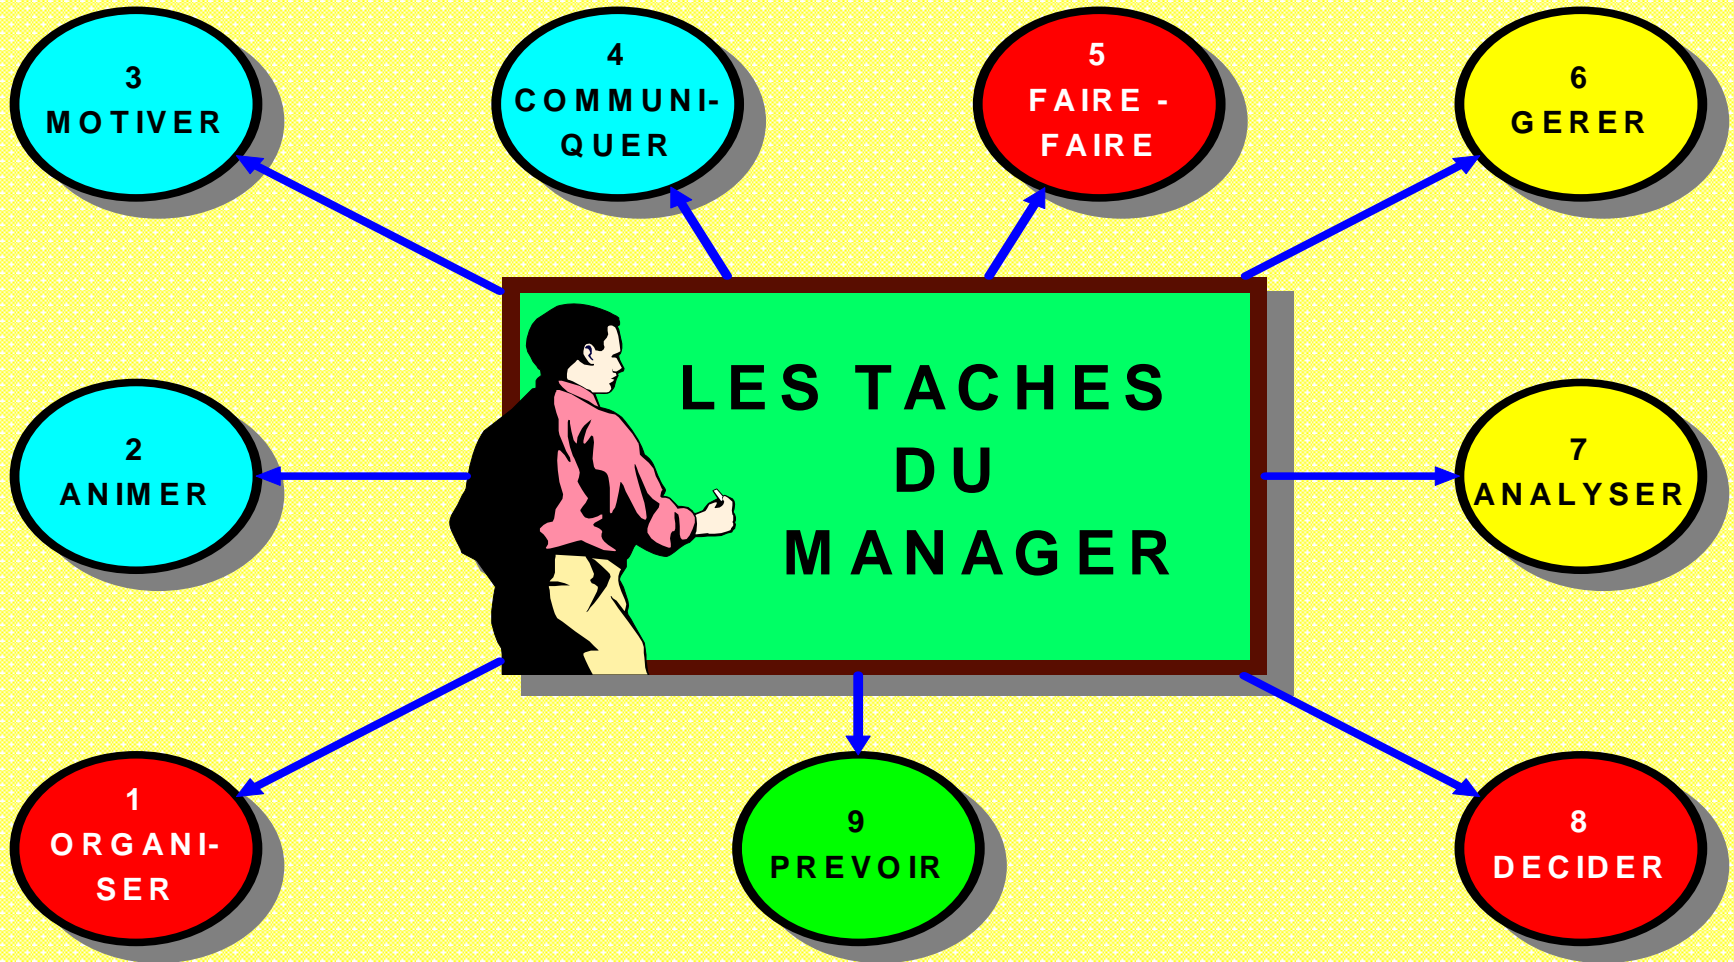 3
MOTIVER
4
COMMUNI-
QUER
5
FAIRE -
FAIRE
6
GERER
LES TACHES
DU
MANAGER
2
ANIMER
7
ANALYSER
1
ORGANI-
SER
9
PREVOIR
8
DECIDER